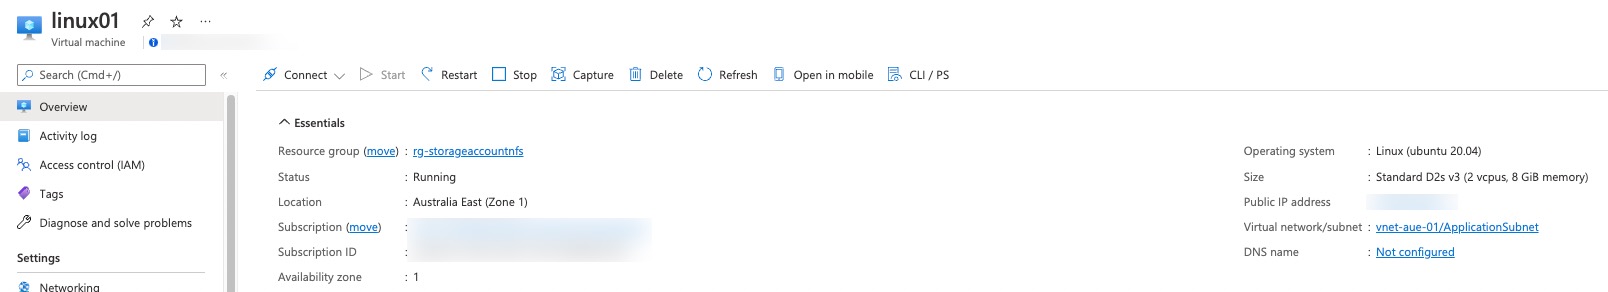 linux01
Virtual machine
Search (Cmd+/)
«
Connect Start Restart Stop Capture Delete Refresh Open in mobile CLI / PS
Overview
Activity log
Access control (IAM)
Tags
Diagnose and solve problems
Settings
Networking
Essentials
Resource group (move) : rg-storageaccountnfs
Status : Running
Location : Australia East (Zone 1)
Subscription (move) :
Subscription ID :
Availability zone : 1
Operating system : Linux (ubuntu 20.04)
Size : Standard D2s v3 (2 vcpus, 8 GiB memory)
Public IP address
Virtual network/subnet : vnet-aue-01/ApplicationSubnet
DNS name : Not configured